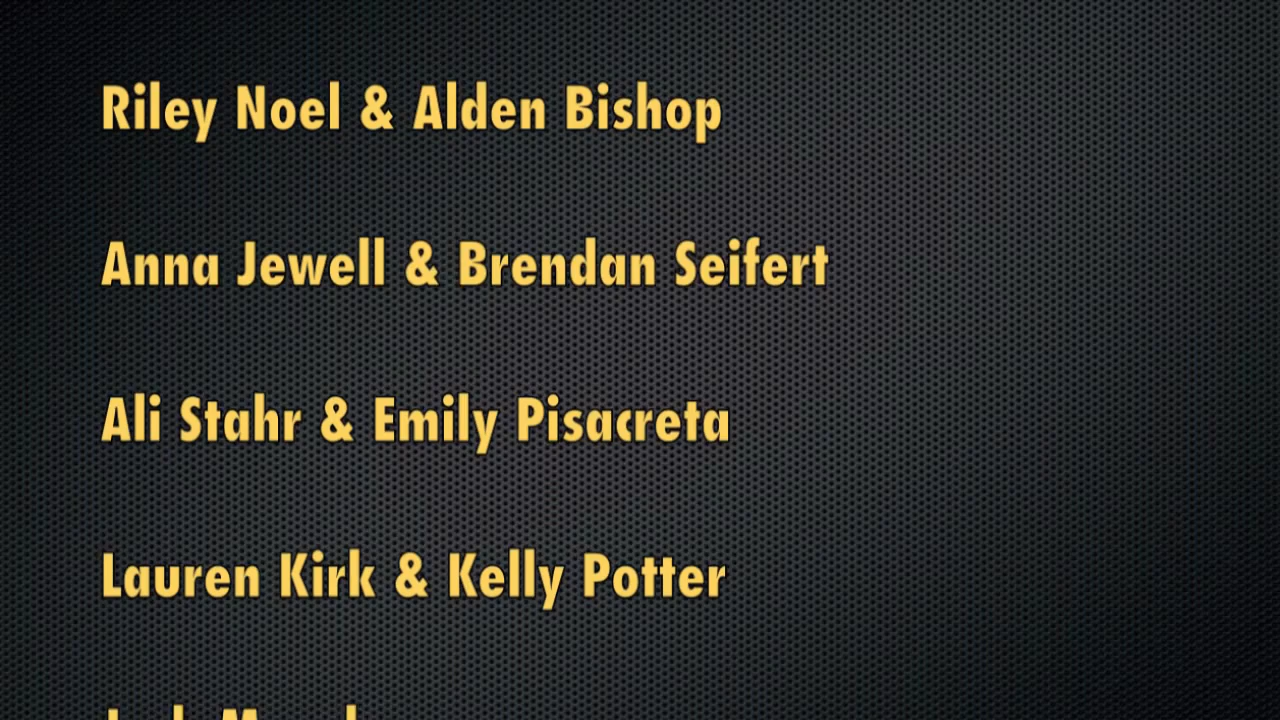 Riley Noel & Alden Bishop
Anna Jewell & Brendan Seifert
Ali Stahr & Emily Pisacreta
Lauren Kirk & Kelly Potter